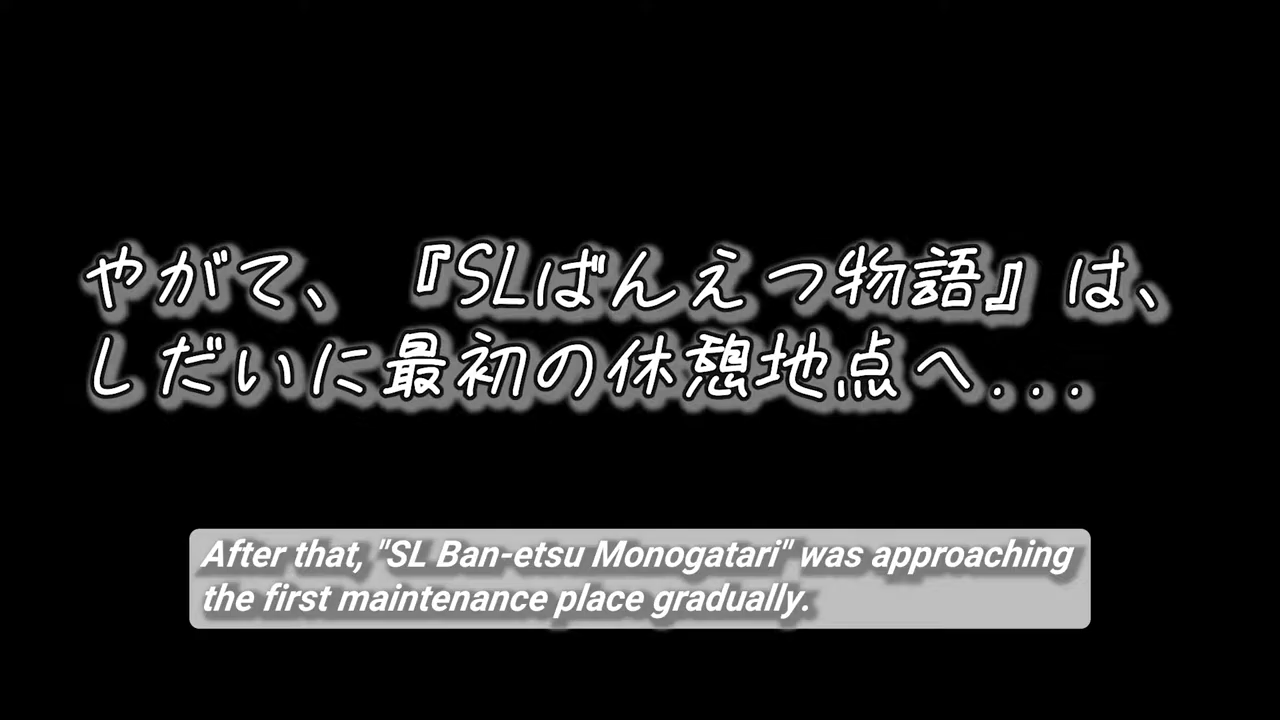 やがて、『SLばんえつ物語』は、
しだいに最初の休憩地点へ...
After that, "SL Ban-etsu Monogatari" was approaching
the first maintenance place gradually.